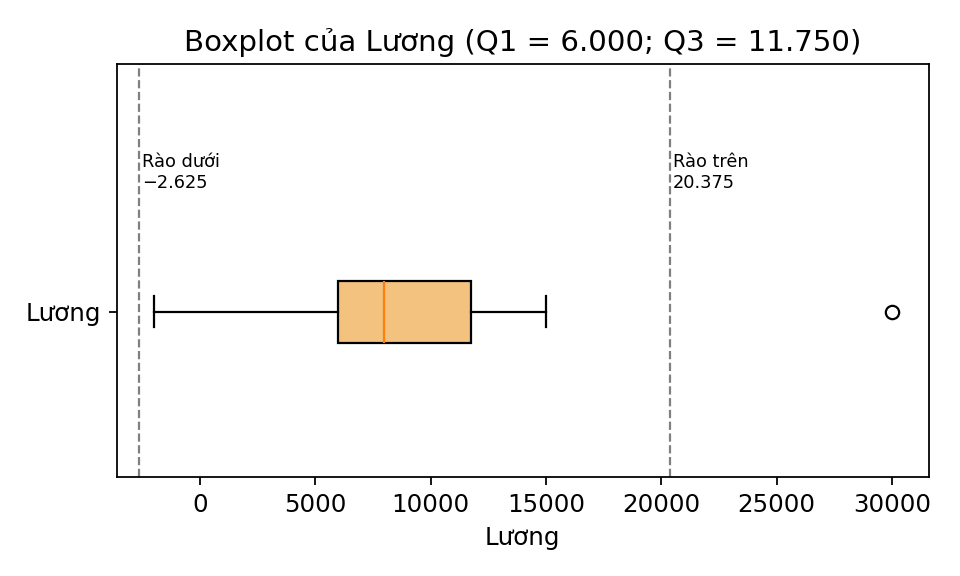 Boxplot của Lương (Q1 = 6.000; Q3 = 11.750)
Rào dưới
−2.625
Rào trên
20.375
Lương
0 5000 10000 15000 20000 25000 30000
Lương